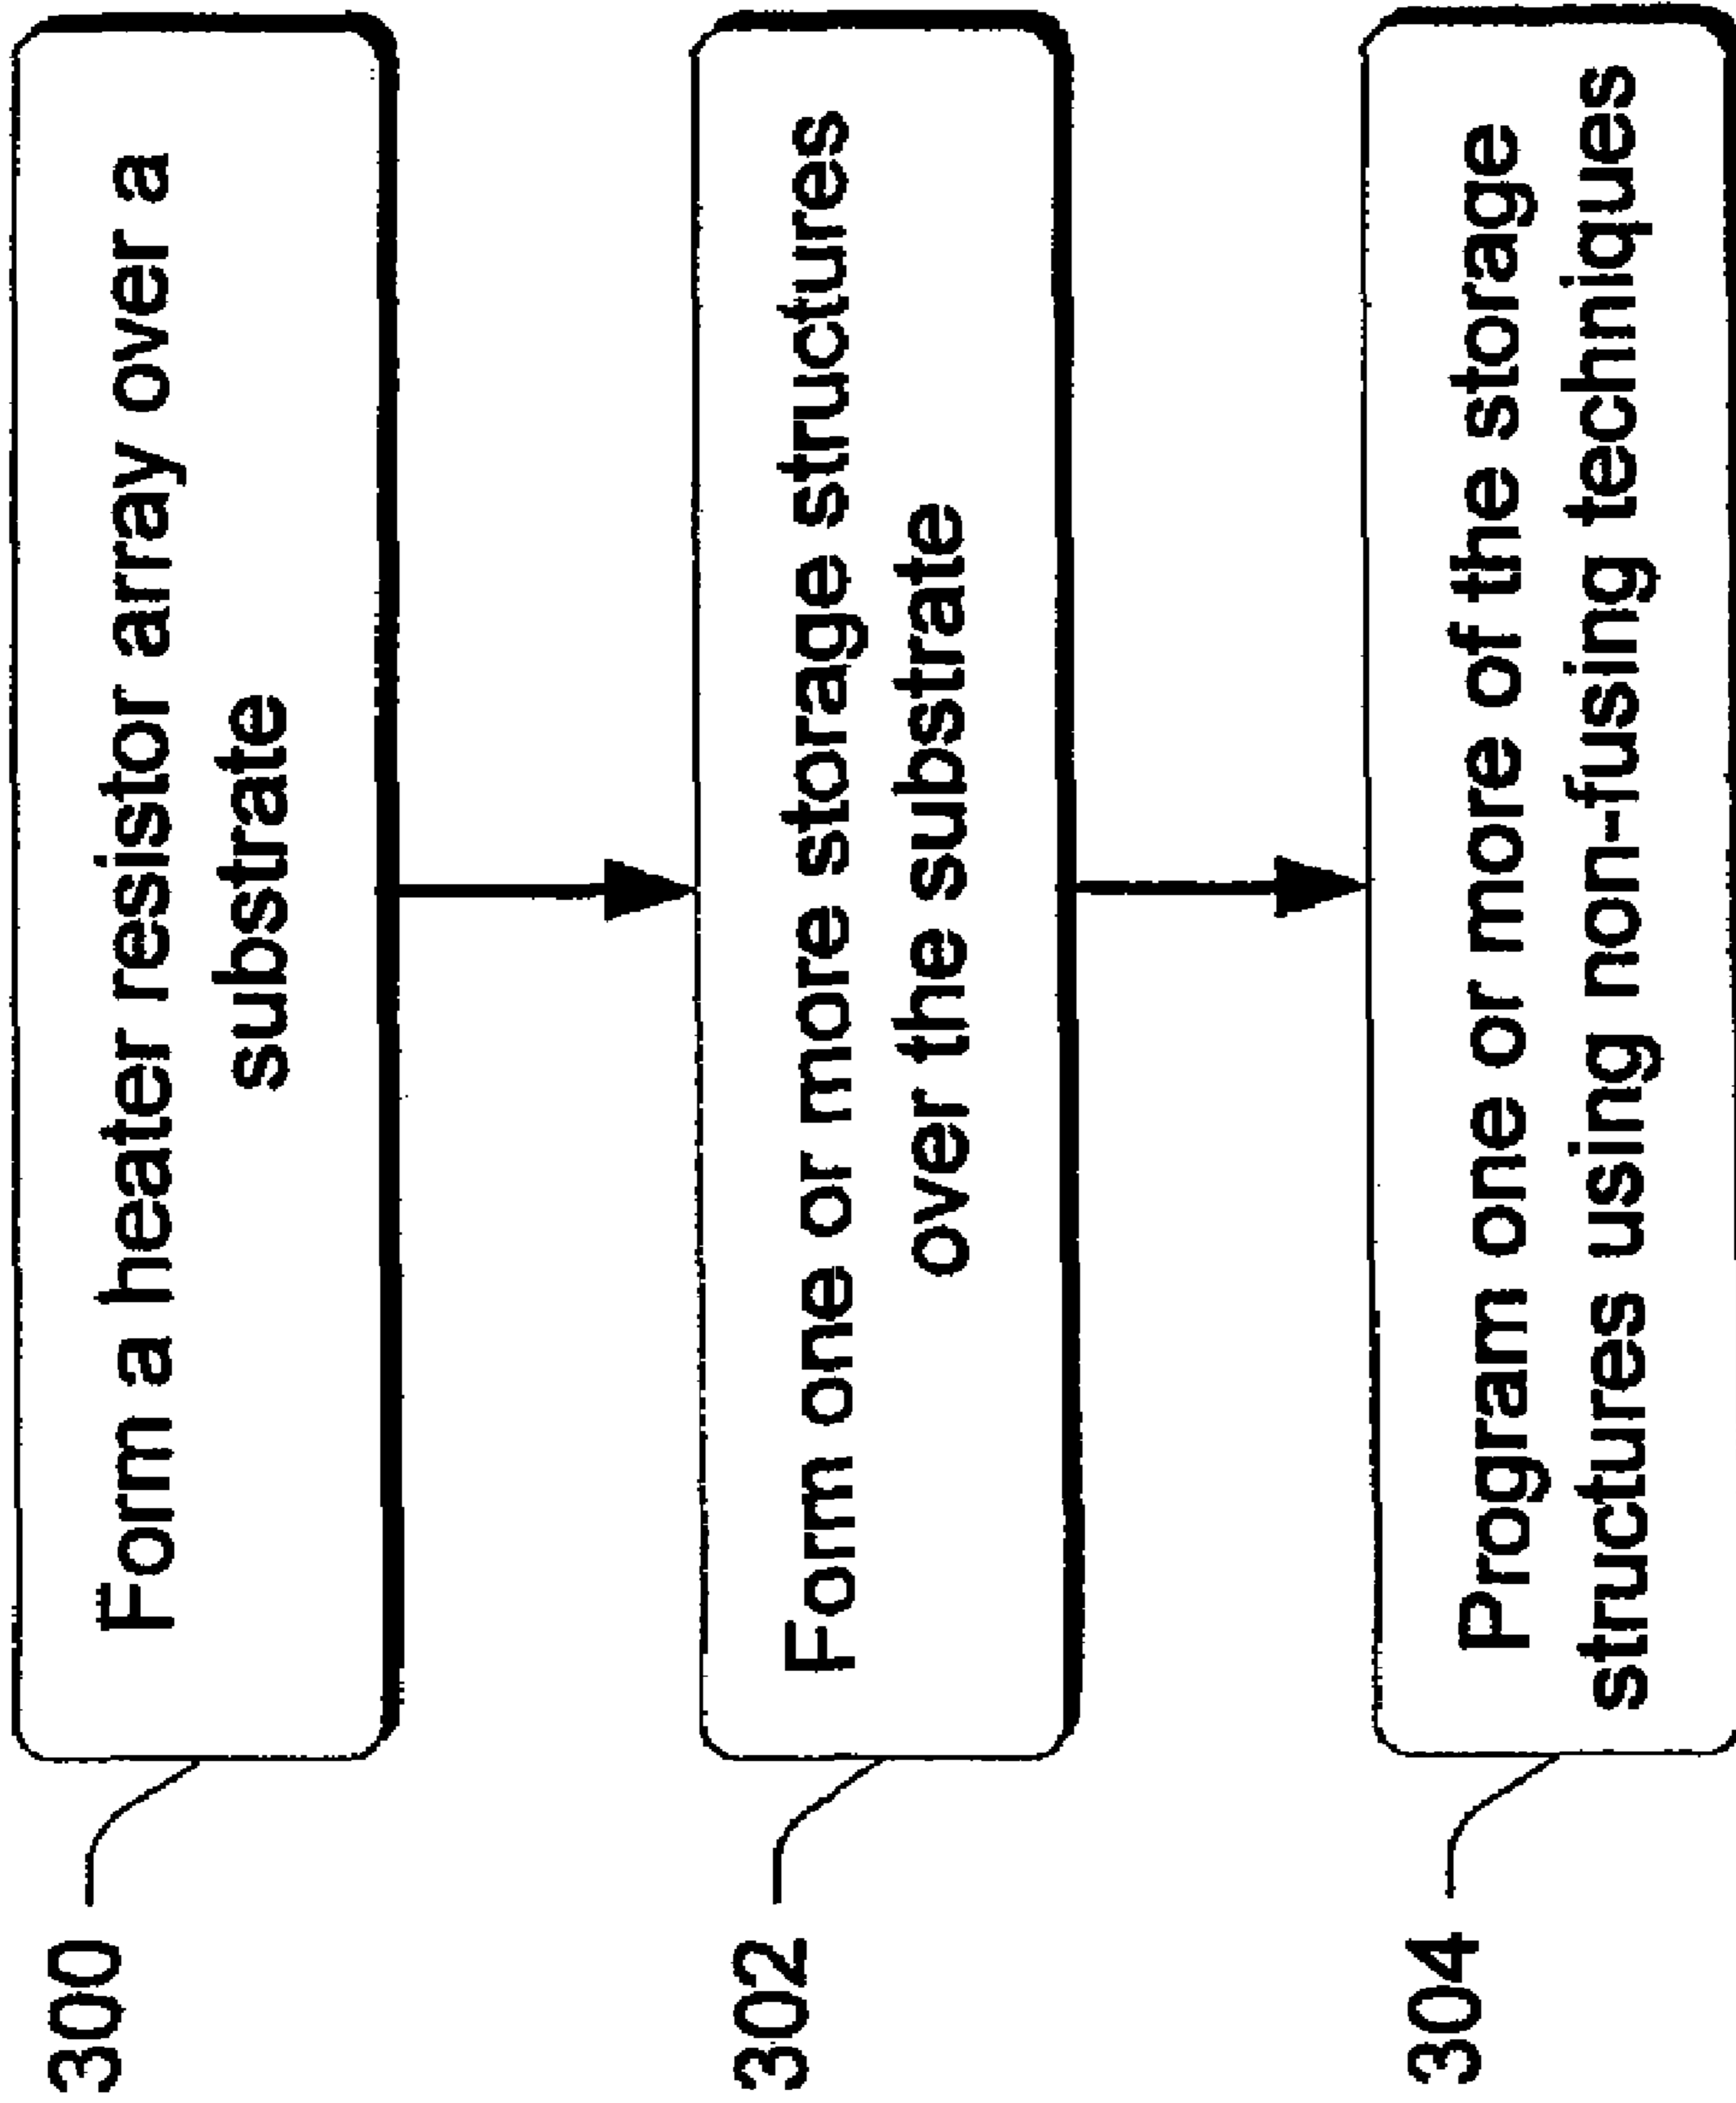 300
Form a heater resistor array over a
substrate
302
Form one or more storage structures
over the substrate
304
Program one or more of the storage
structures using non-fusing techniques